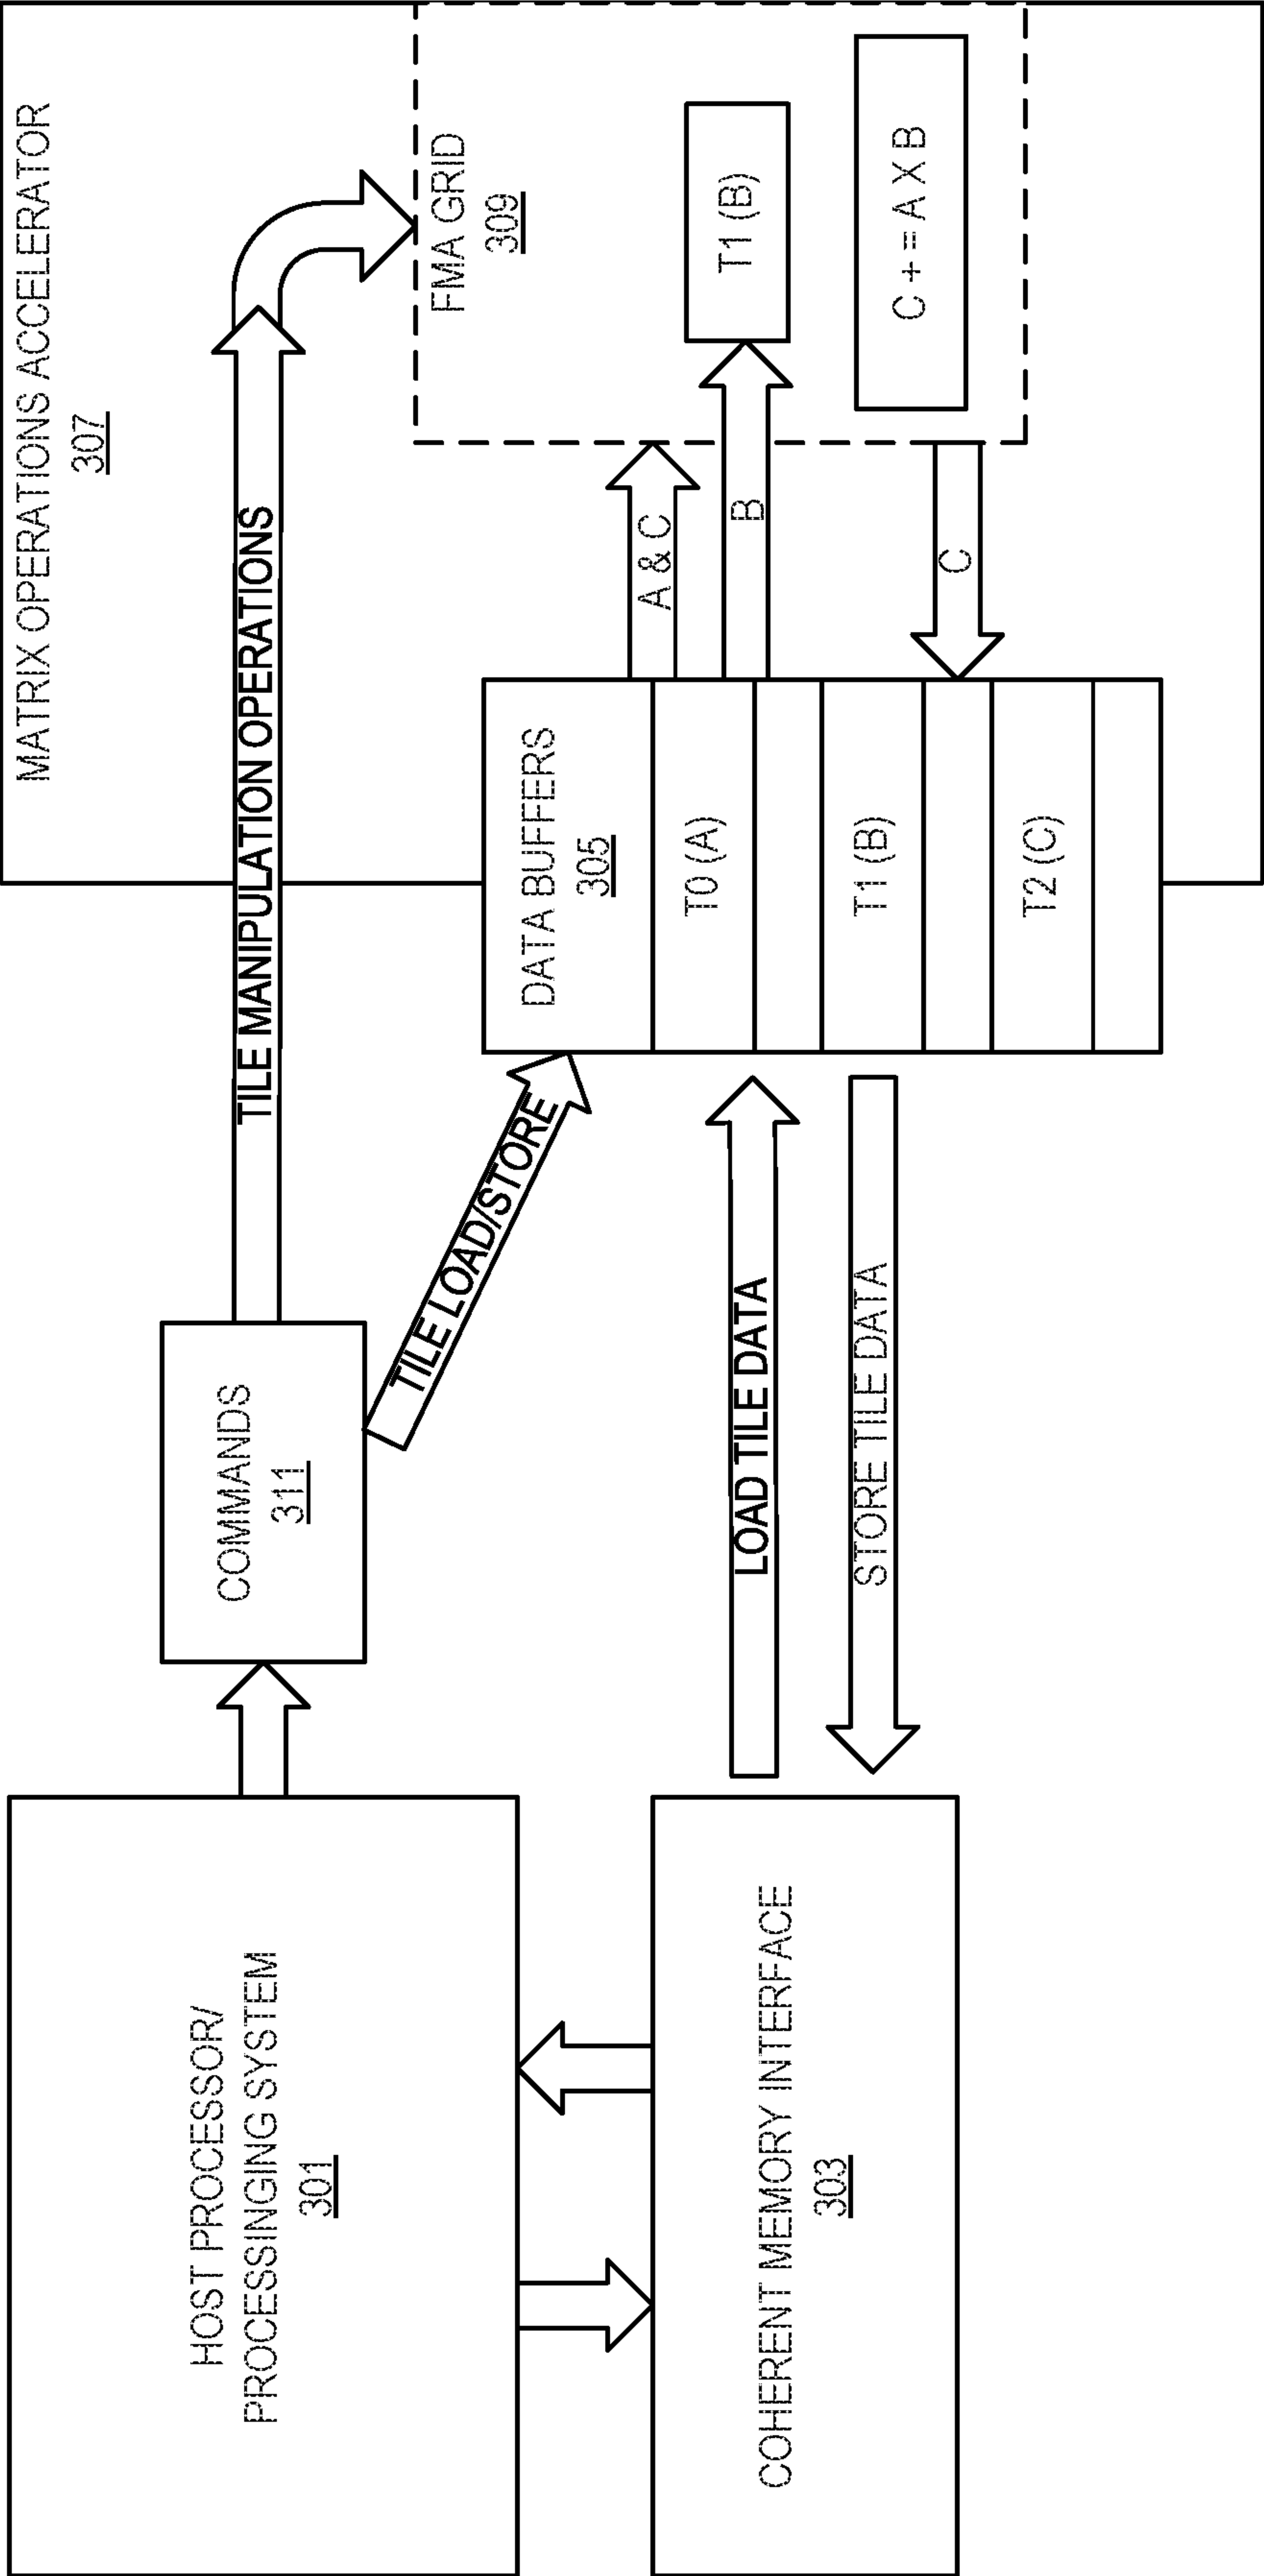 HOST PROCESSOR/
PROCESSINGING SYSTEM
301
COHERENT MEMORY INTERFACE
303
COMMANDS
311
TILE MANIPULATION OPERATIONS
TILE LOAD/STORE
LOAD TILE DATA
STORE TILE DATA
MATRIX OPERATIONS ACCELERATOR
307
DATA BUFFERS
305
T0 (A)
T1 (B)
T2 (C)
A & C
B
C
FMA GRID
309
T1 (B)
C + = A X B